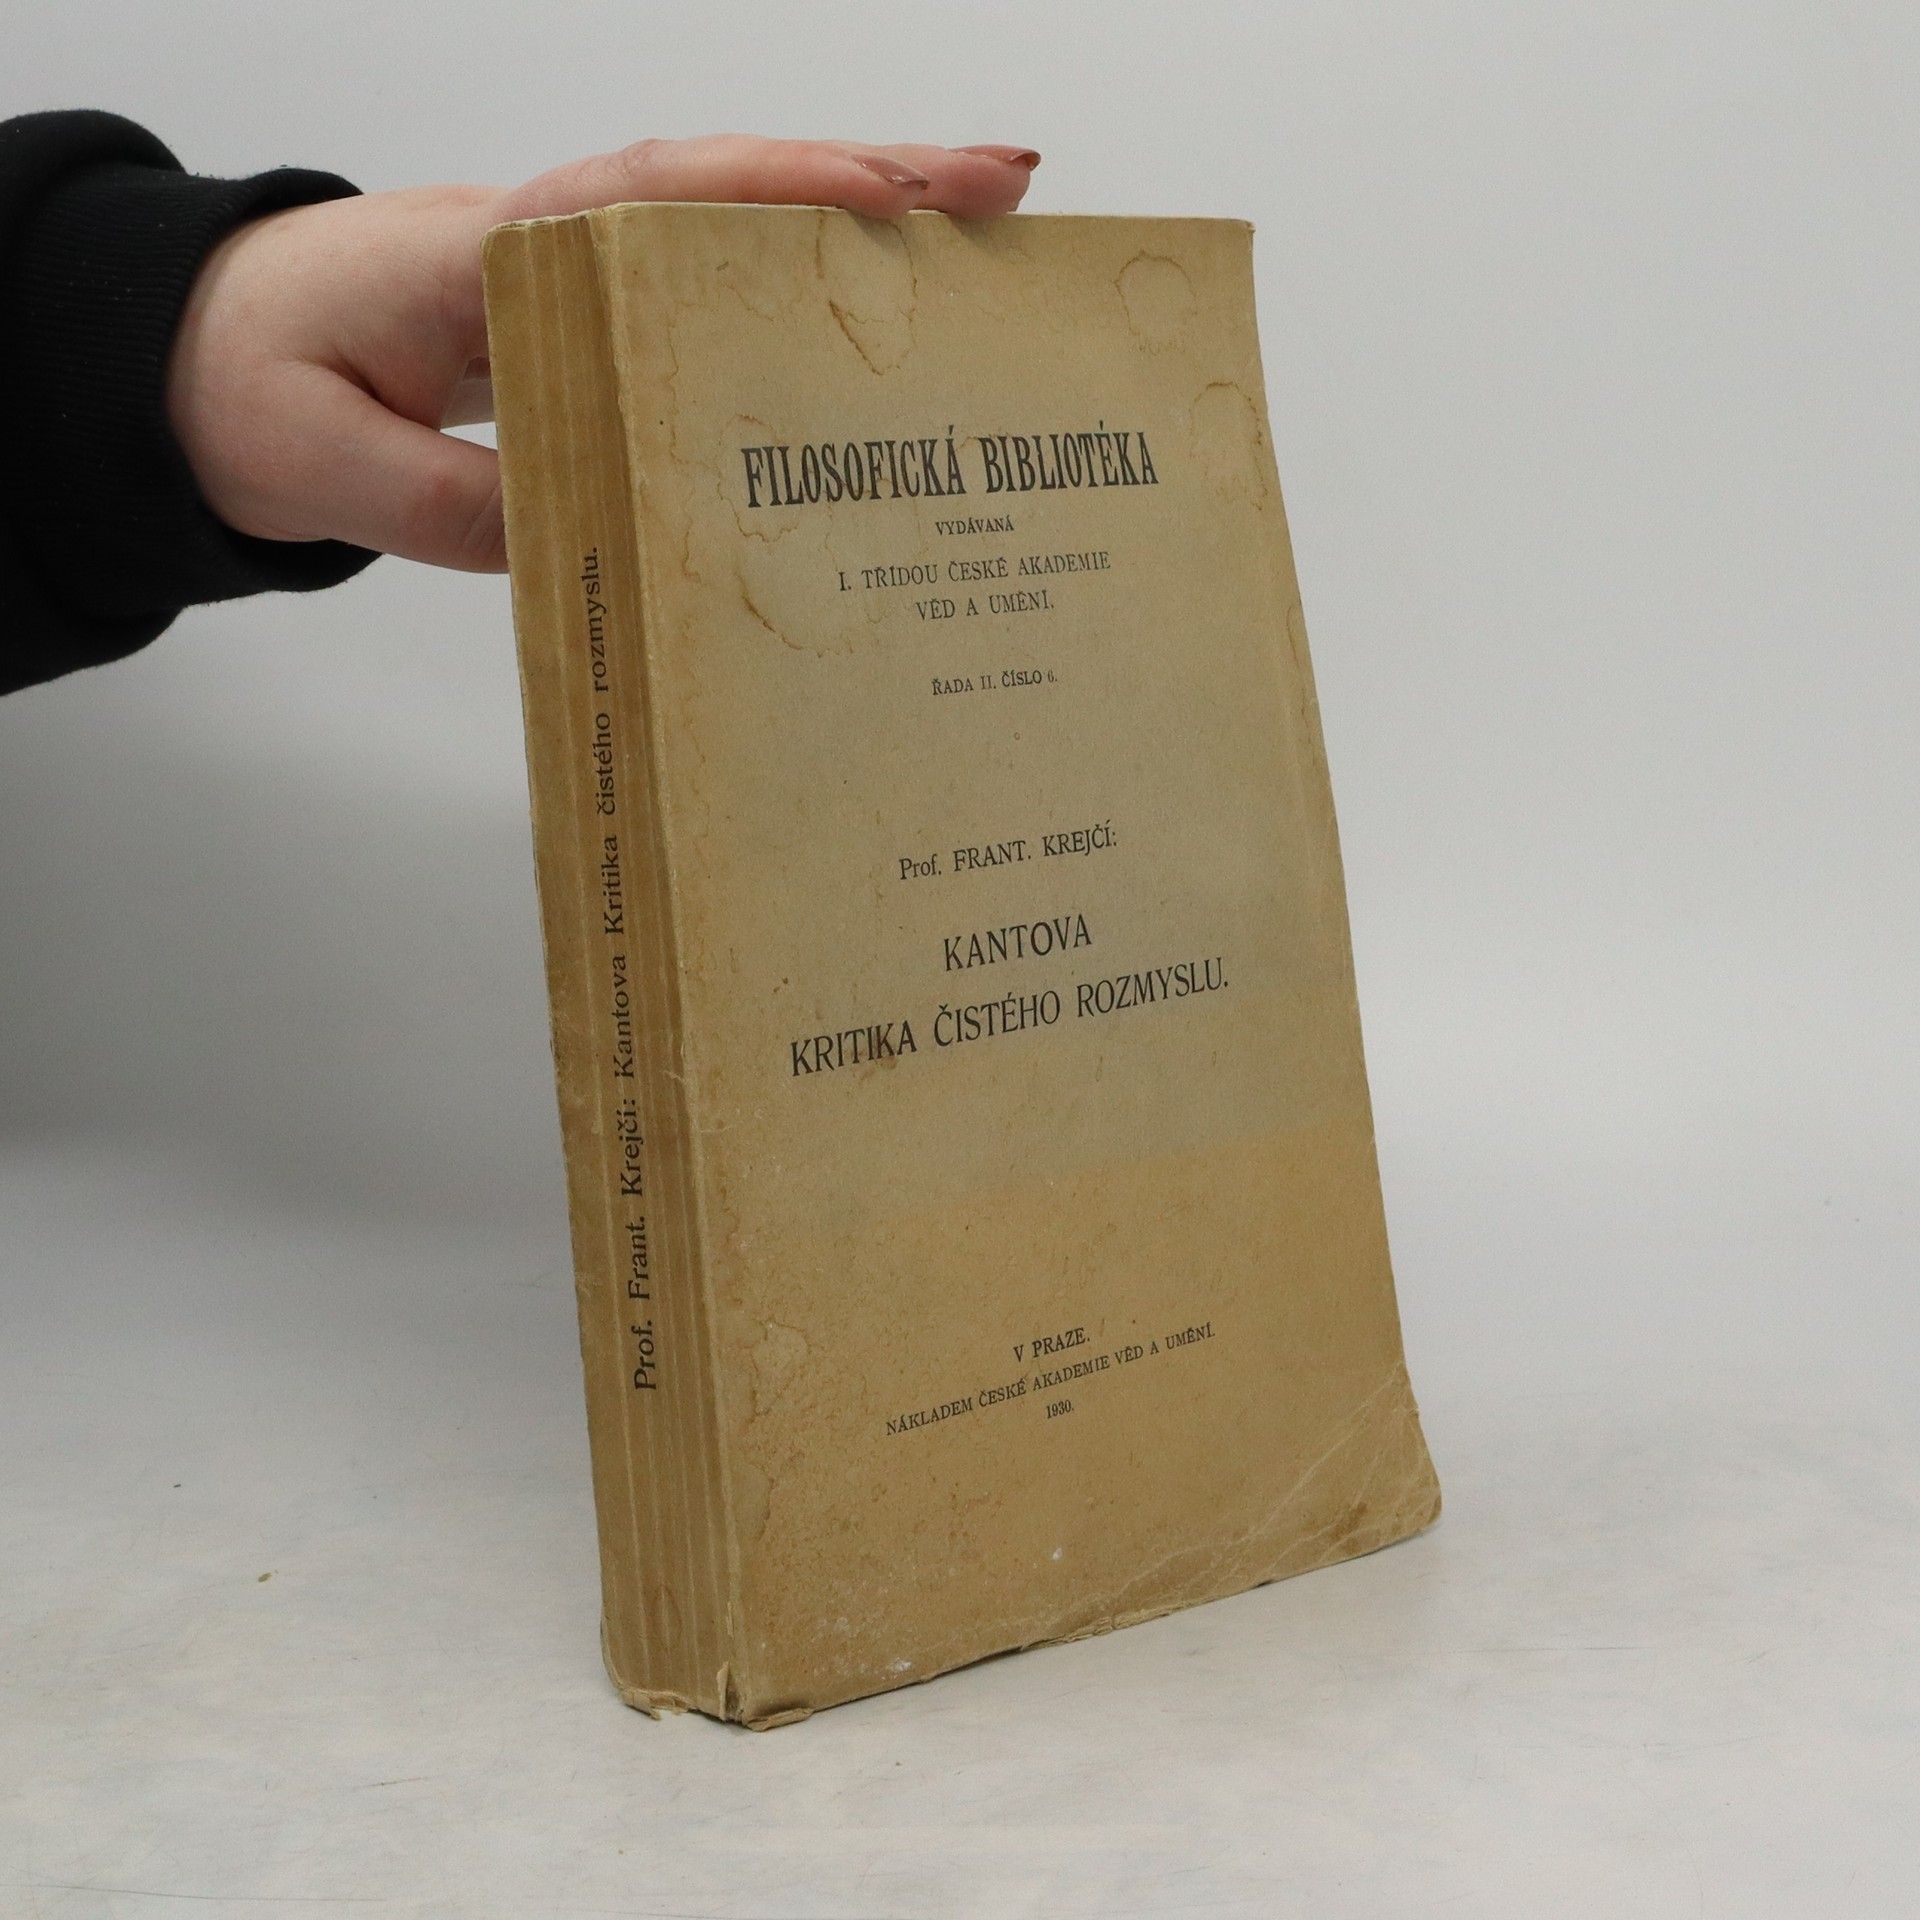 Prof. Frant. Krejčí: Kantova Kritika čistého rozmyslu.
FILOSOFICKÁ BIBLIOTÉKA
VYDÁVANÁ
I. TŘÍDOU ČESKÉ AKADEMIE
VĚD A UMĚNÍ.
ŘADA II. ČÍSLO 6.
Prof. FRANT. KREJČÍ:
KANTOVA
KRITIKA ČISTÉHO ROZMYSLU.
V PRAZE.
NÁKLADEM ČESKÉ AKADEMIE VĚD A UMĚNÍ.
1930.